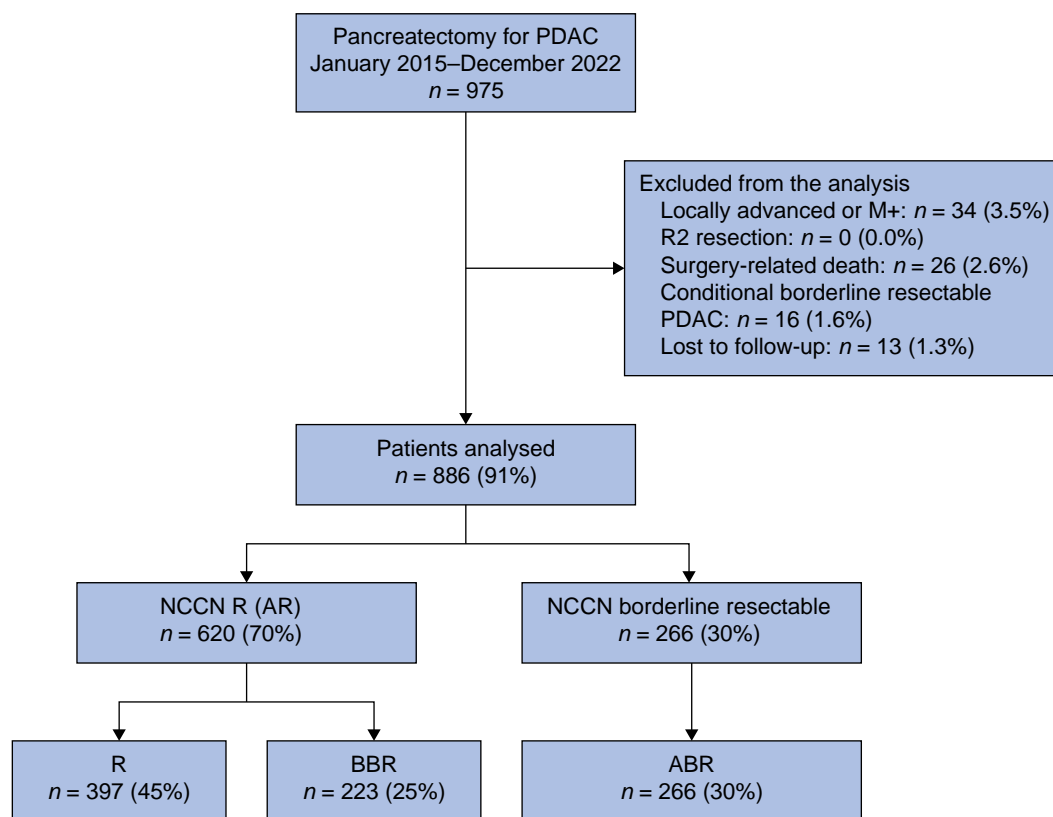 Pancreatectomy for PDAC
January 2015–December 2022
n = 975
Excluded from the analysis
Locally advanced or M+: n = 34 (3.5%)
R2 resection: n = 0 (0.0%)
Surgery-related death: n = 26 (2.6%)
Conditional borderline resectable
PDAC: n = 16 (1.6%)
Lost to follow-up: n = 13 (1.3%)
Patients analysed
n = 886 (91%)
NCCN R (AR)
n = 620 (70%)
NCCN borderline resectable
n = 266 (30%)
R
n = 397 (45%)
BBR
n = 223 (25%)
ABR
n = 266 (30%)